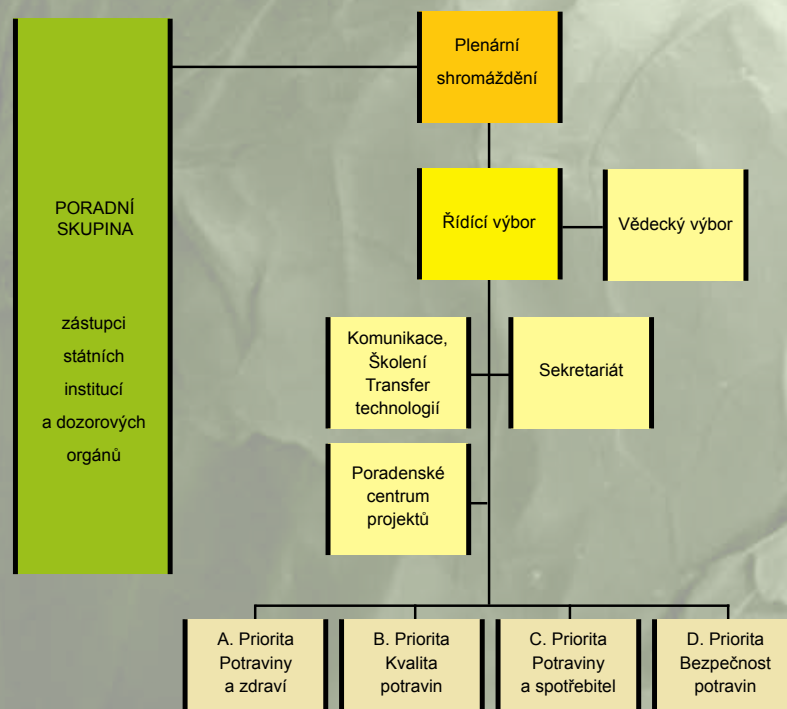 Plenární
shromáždění
PORADNÍ
SKUPINA
zástupci
státních
institucí
a dozorových
orgánů
Řídící výbor
Vědecký výbor
Komunikace,
Školení
Transfer
technologií
Sekretariát
Poradenské
centrum
projektů
A. Priorita
Potraviny
a zdraví
B. Priorita
Kvalita
potravin
C. Priorita
Potraviny
a spotřebitel
D. Priorita
Bezpečnost
potravin